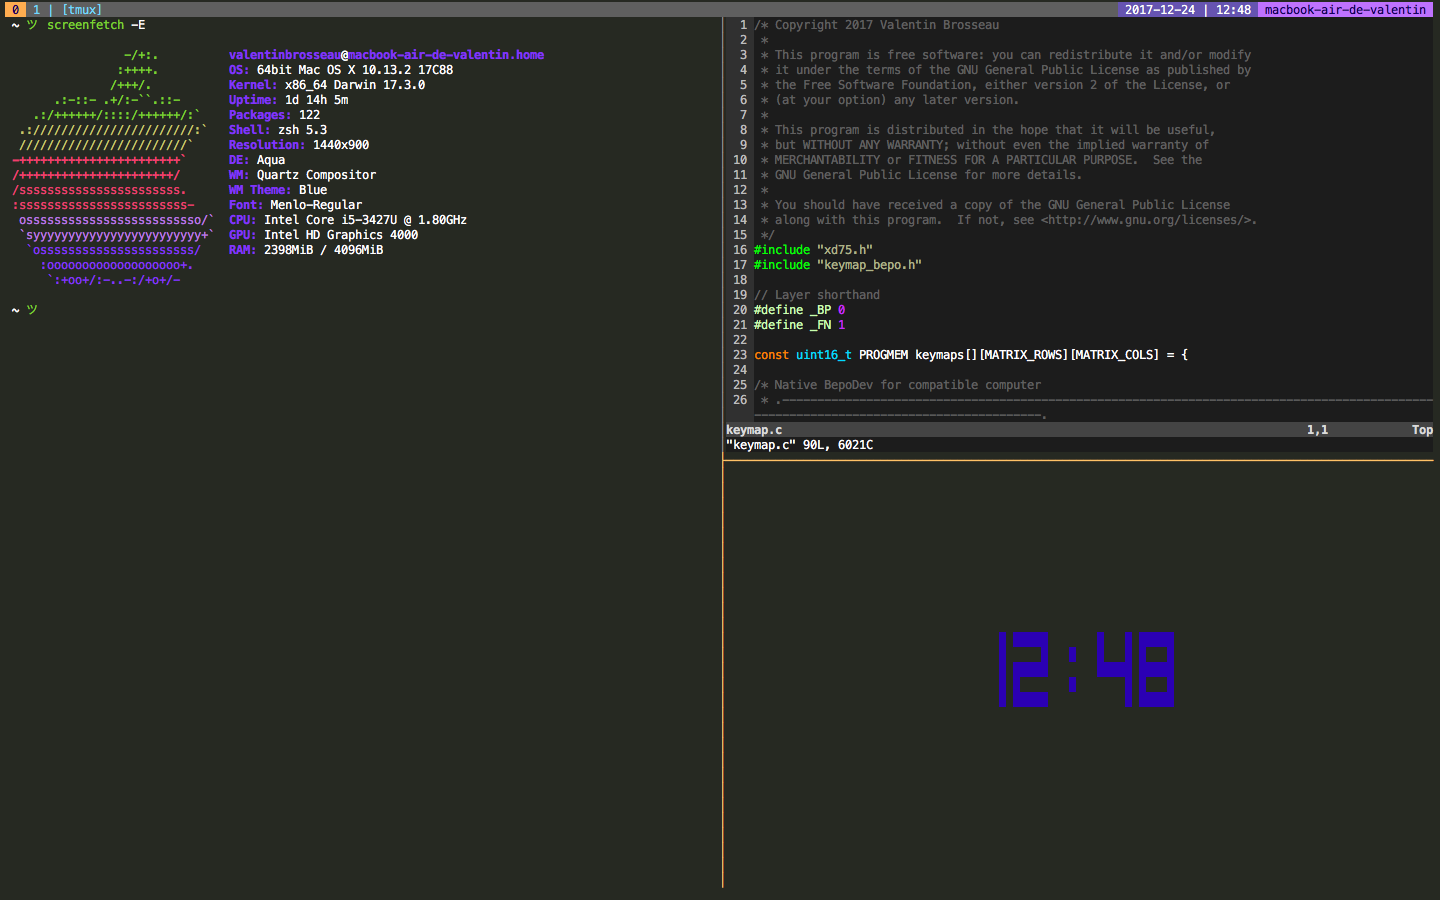 0 1 | [tmux] 2017-12-24 | 12:48 macbook-air-de-valentin
~ ツ screenfetch -E
                -/+:.          valentinbrosseau@macbook-air-de-valentin.home
               :++++.          OS: 64bit Mac OS X 10.13.2 17C88
              /+++/.           Kernel: x86_64 Darwin 17.3.0
      .:-::- .+/:-``.::-       Uptime: 1d 14h 5m
   .:/++++++/::::/++++++/:`    Packages: 122
 .:///////////////////////:`   Shell: zsh 5.3
 ////////////////////////`     Resolution: 1440x900
-+++++++++++++++++++++++`      DE: Aqua
/++++++++++++++++++++++/       WM: Quartz Compositor
/sssssssssssssssssssssss.      WM Theme: Blue
:ssssssssssssssssssssssss-     Font: Menlo-Regular
 osssssssssssssssssssssssso/`  CPU: Intel Core i5-3427U @ 1.80GHz
 `syyyyyyyyyyyyyyyyyyyyyyyy+`  GPU: Intel HD Graphics 4000
  `ossssssssssssssssssssss/    RAM: 2398MiB / 4096MiB
    :ooooooooooooooooooo+.
     `:+oo+/:-..-:/+o+/-
~ ツ
1 /* Copyright 2017 Valentin Brosseau
2  *
3  * This program is free software: you can redistribute it and/or modify
4  * it under the terms of the GNU General Public License as published by
5  * the Free Software Foundation, either version 2 of the License, or
6  * (at your option) any later version.
7  *
8  * This program is distributed in the hope that it will be useful,
9  * but WITHOUT ANY WARRANTY; without even the implied warranty of
10  * MERCHANTABILITY or FITNESS FOR A PARTICULAR PURPOSE.  See the
11  * GNU General Public License for more details.
12  *
13  * You should have received a copy of the GNU General Public License
14  * along with this program.  If not, see <http://www.gnu.org/licenses/>.
15  */
16 #include "xd75.h"
17 #include "keymap_bepo.h"
18
19 // Layer shorthand
20 #define _BP 0
21 #define _FN 1
22
23 const uint16_t PROGMEM keymaps[][MATRIX_ROWS][MATRIX_COLS] = {
24
25 /* Native BepoDev for compatible computer
26  * .---------------------------------------------------------------------------------------------
-----------------------------------------.
keymap.c 1,1 Top
"keymap.c" 90L, 6021C
12:48